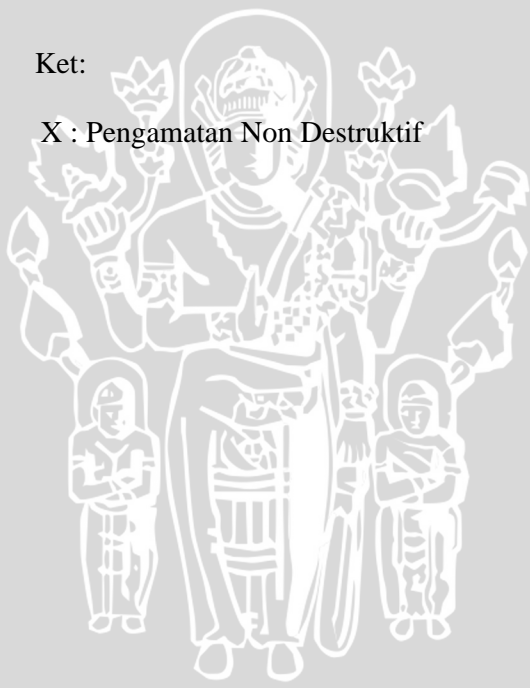 Ket:
X : Pengamatan Non Destruktif